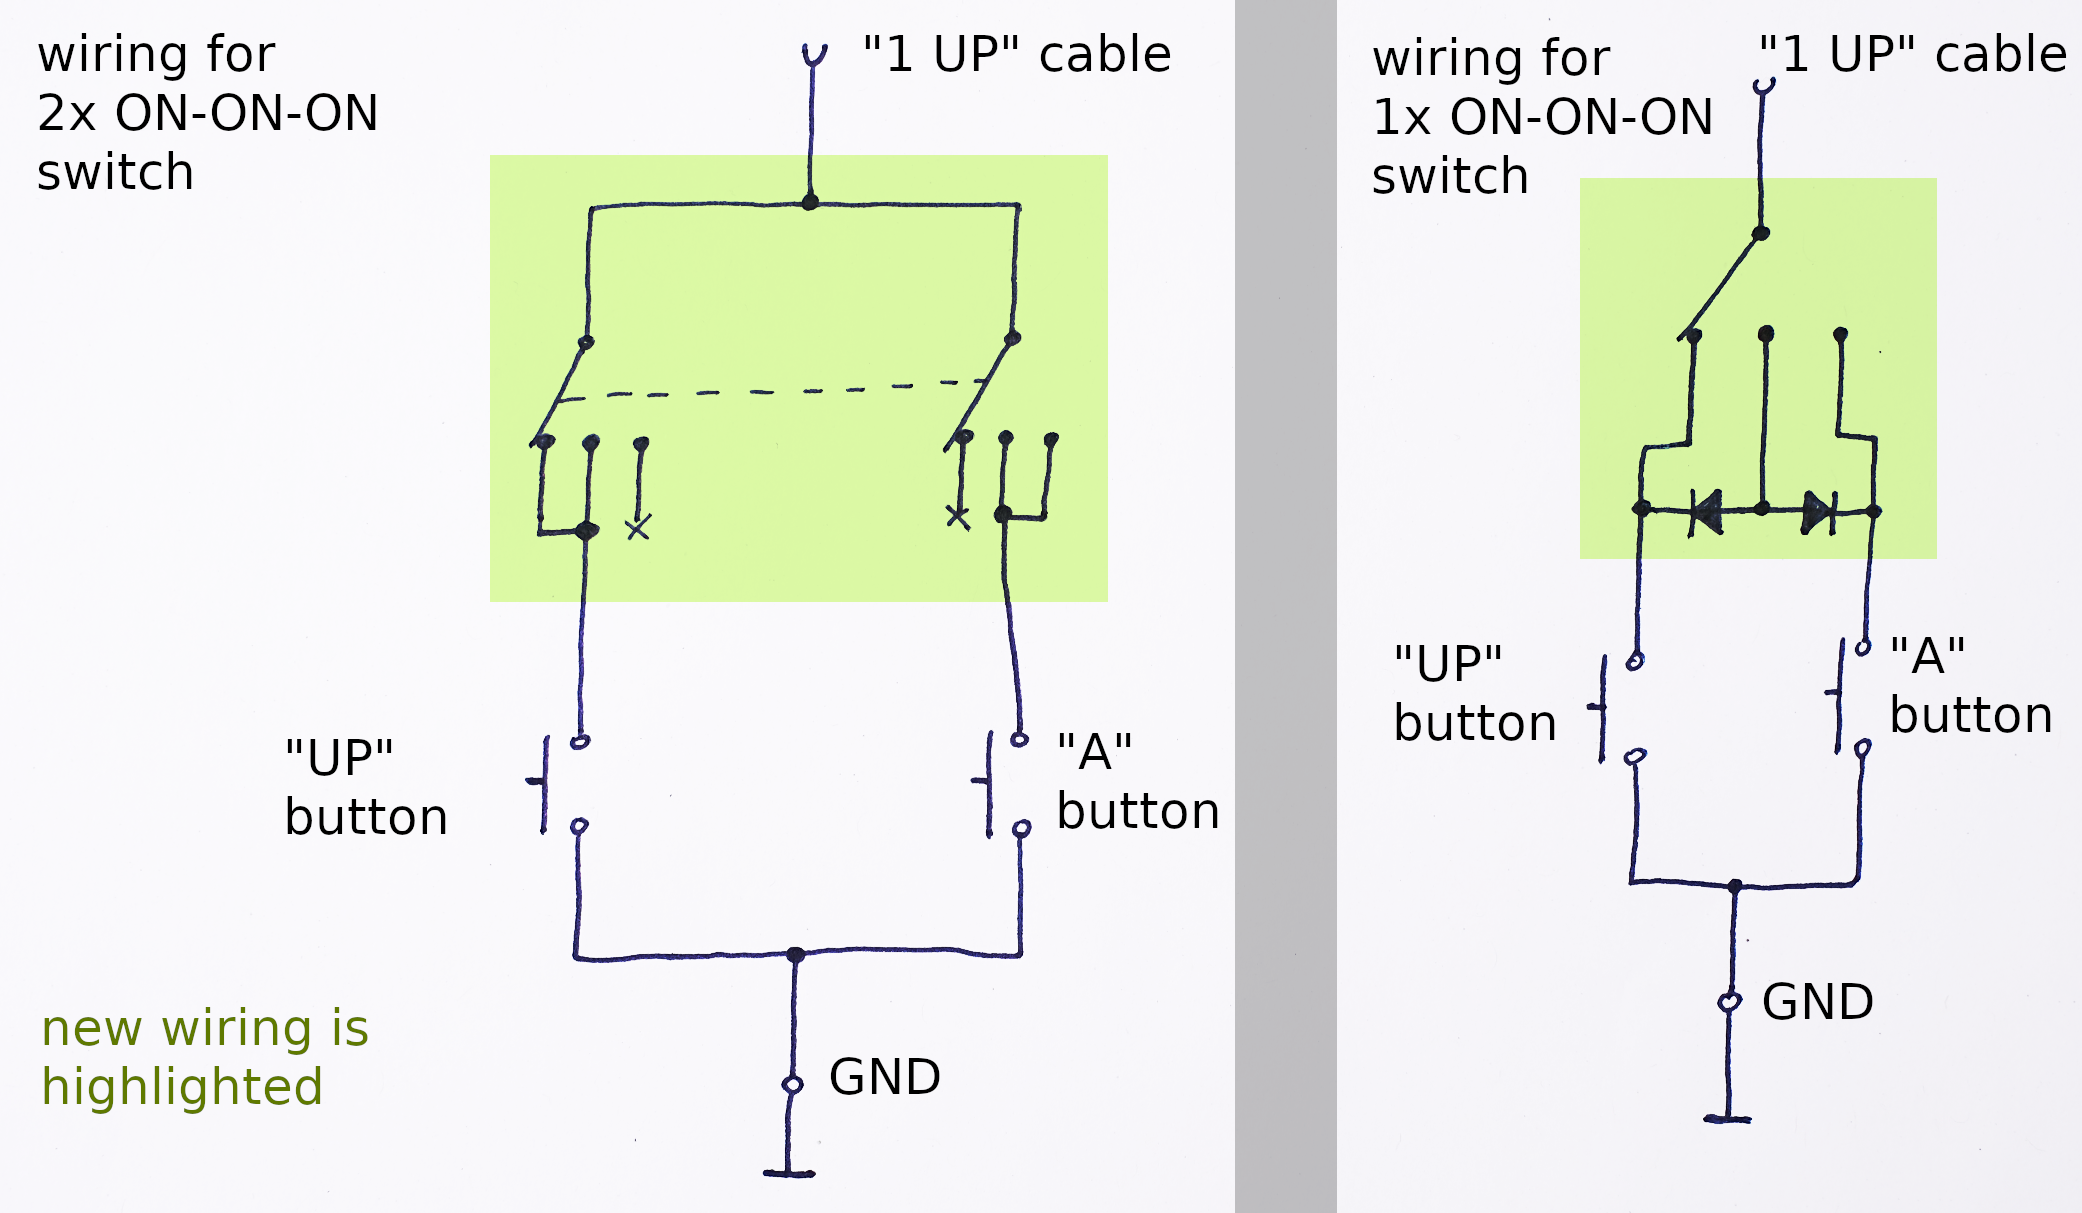 wiring for
2x ON-ON-ON
switch
"1 UP" cable
"UP"
button
"A"
button
GND
new wiring is
highlighted
wiring for
1x ON-ON-ON
switch
"1 UP" cable
"UP"
button
"A"
button
GND